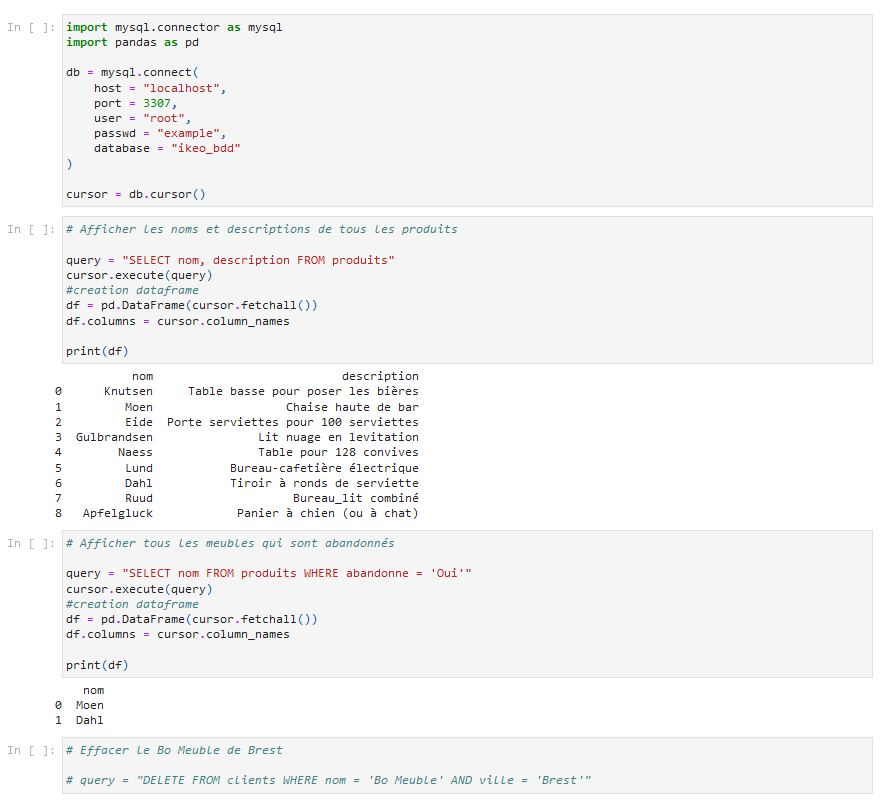 In [ ]: import mysql.connector as mysql
import pandas as pd
db = mysql.connect(
host = "localhost",
port = 3307,
user = "root",
passwd = "example",
database = "ikeo_bdd"
)
cursor = db.cursor()
In [ ]: # Afficher les noms et descriptions de tous les produits
query = "SELECT nom, description FROM produits"
cursor.execute(query)
#creation dataframe
df = pd.DataFrame(cursor.fetchall())
df.columns = cursor.column_names
print(df)
nom description
0 Knutsen Table basse pour poser les bières
1 Moen Chaise haute de bar
2 Eide Porte serviettes pour 100 serviettes
3 Gulbrandsen Lit nuage en levitation
4 Naess Table pour 128 convives
5 Lund Bureau-cafetière électrique
6 Dahl Tiroir à ronds de serviette
7 Ruud Bureau_lit combiné
8 Apfelgluck Panier à chien (ou à chat)
In [ ]: # Afficher tous les meubles qui sont abandonnés
query = "SELECT nom FROM produits WHERE abandonne = 'Oui'"
cursor.execute(query)
#creation dataframe
df = pd.DataFrame(cursor.fetchall())
df.columns = cursor.column_names
print(df)
nom
0 Moen
1 Dahl
In [ ]: # Effacer le Bo Meuble de Brest
# query = "DELETE FROM clients WHERE nom = 'Bo Meuble' AND ville = 'Brest'"